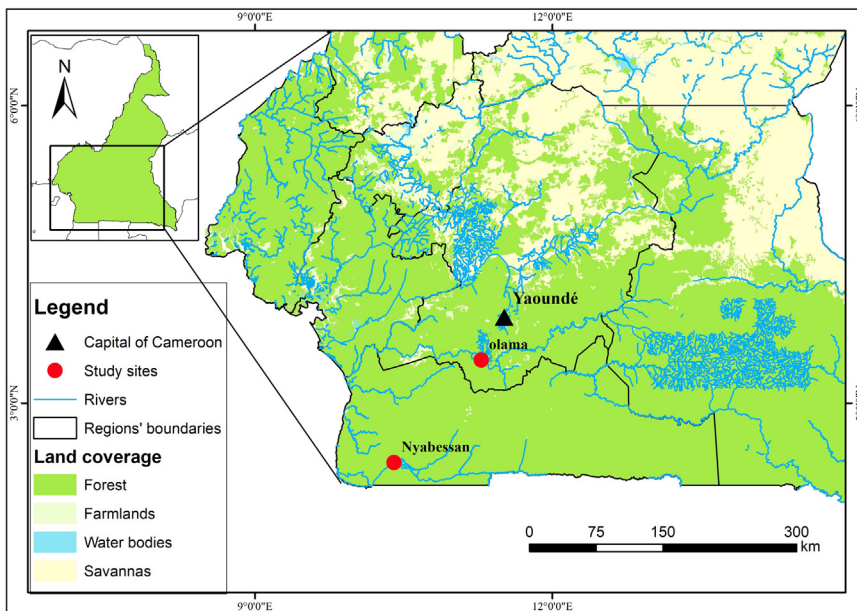 9°0'0"E
12°0'0"E
N
6°0'0"N
Yaoundé
olama
3°0'0"N
Nyabessan
Legend
Capital of Cameroon
Study sites
Rivers
Regions' boundaries
Land coverage
Forest
Farmlands
Water bodies
Savannas
0 75 150 300
km
9°0'0"E
12°0'0"E